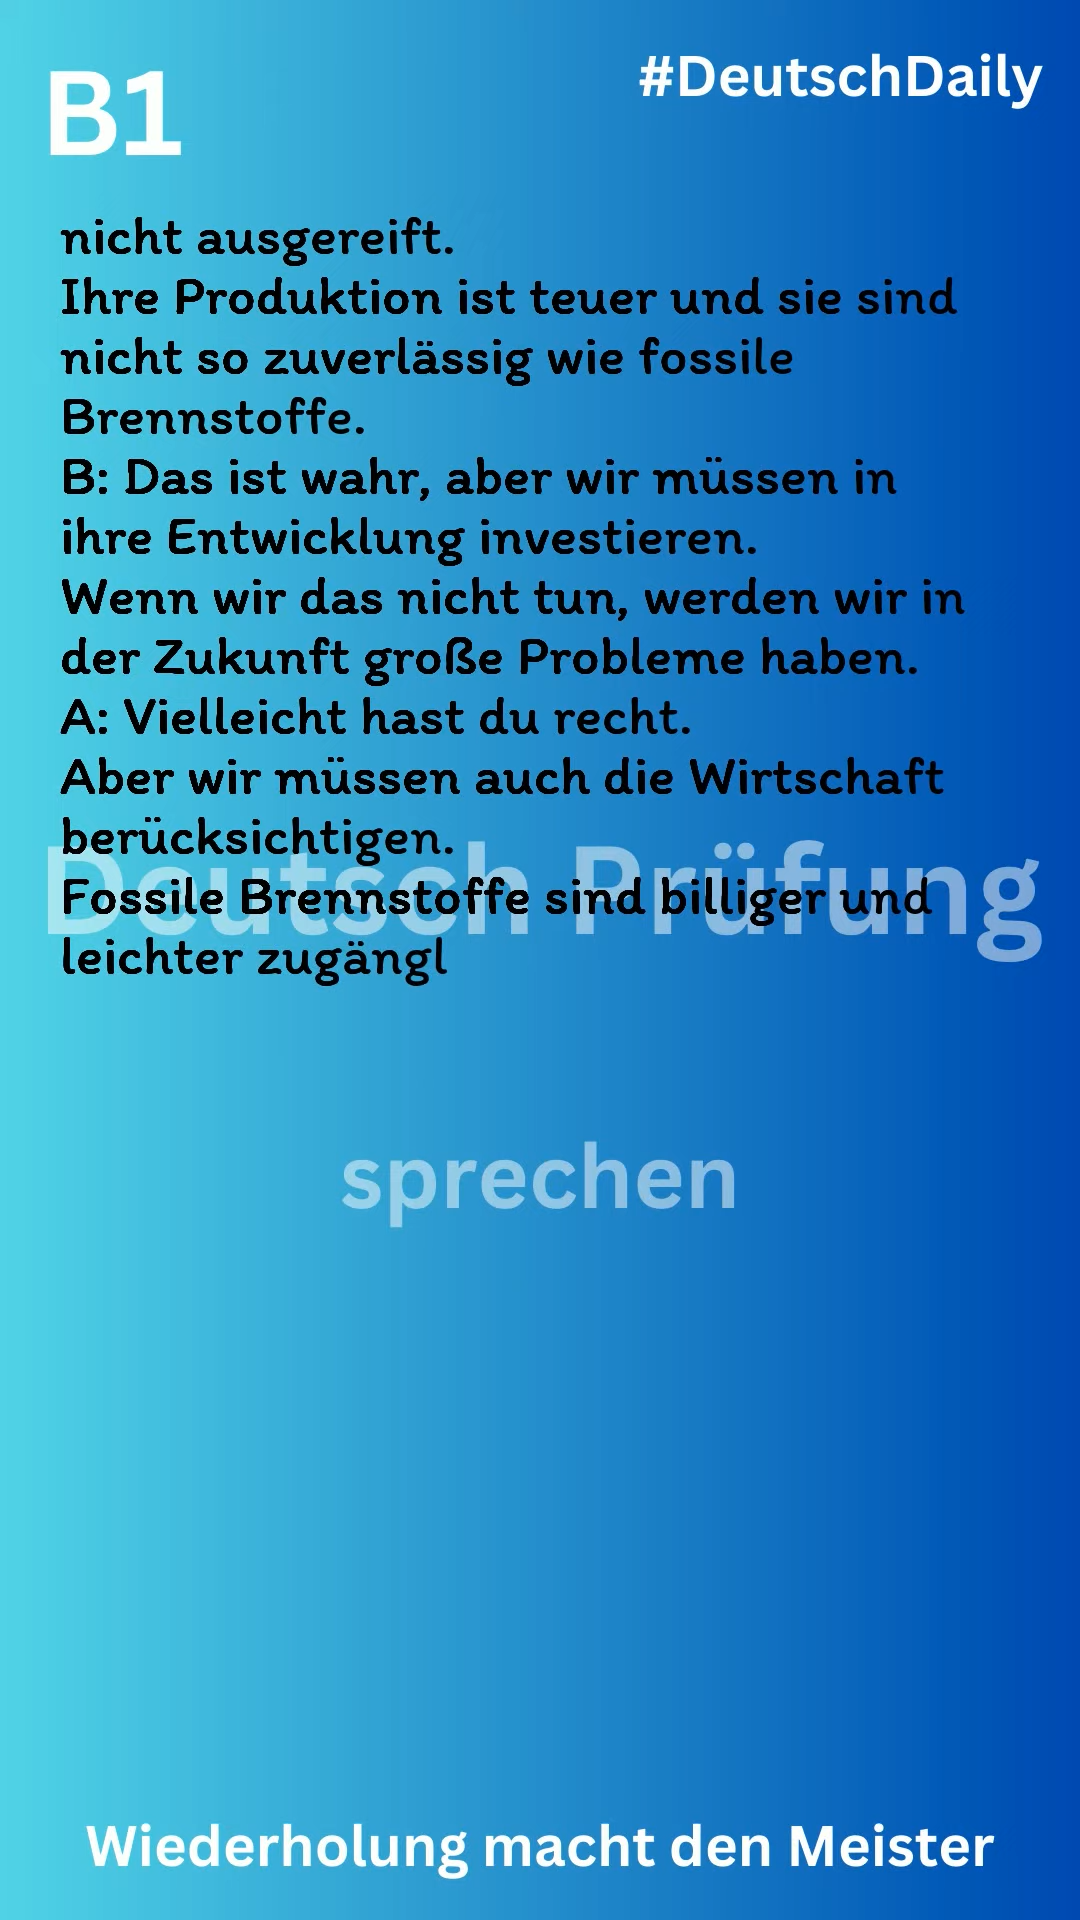 B1
#DeutschDaily
nicht ausgereift.
Ihre Produktion ist teuer und sie sind
nicht so zuverlässig wie fossile
Brennstoffe.
B: Das ist wahr, aber wir müssen in
ihre Entwicklung investieren.
Wenn wir das nicht tun, werden wir in
der Zukunft große Probleme haben.
A: Vielleicht hast du recht.
Aber wir müssen auch die Wirtschaft
berücksichtigen.
Deutsch Prüfung
Fossile Brennstoffe sind billiger und
leichter zugängl
sprechen
Wiederholung macht den Meister